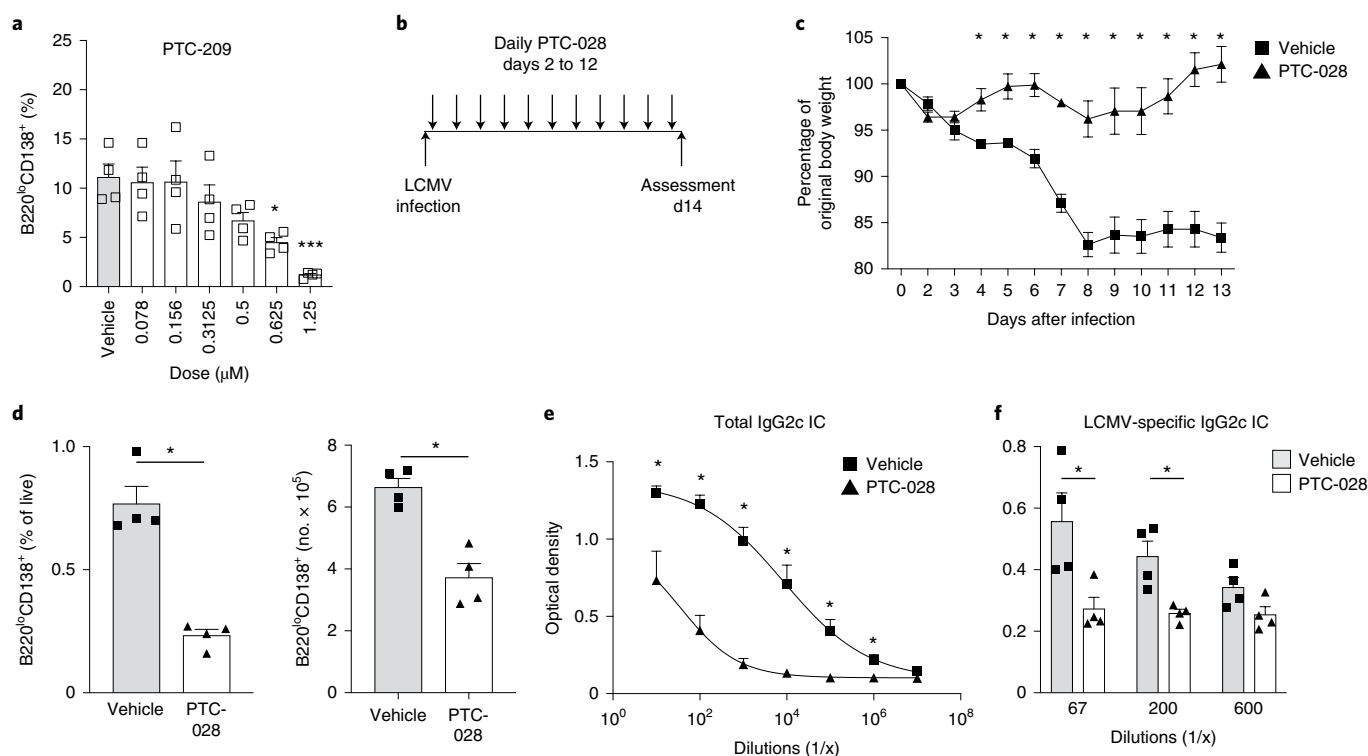 a
PTC-209
B220loCD138+ (%)
25
20
15
10
5
0
*
***
Vehicle
0.078
0.156
0.3125
0.5
0.625
1.25
Dose (μM)
b
Daily PTC-028
days 2 to 12
LCMV
infection
Assessment
d14
c
Percentage of
original body weight
105
100
95
90
85
80
* * * * * * * * * *
Vehicle
PTC-028
0 2 3 4 5 6 7 8 9 10 11 12 13
Days after infection
d
B220loCD138+ (% of live)
1.0
0.5
0
*
Vehicle
PTC-
028
B220loCD138+ (no. × 10⁵)
8
6
4
2
0
*
Vehicle
PTC-
028
e
Total IgG2c IC
Optical density
1.5
1.0
0.5
0
* * * * * *
Vehicle
PTC-028
10⁰ 10² 10⁴ 10⁶ 10⁸
Dilutions (1/x)
f
LCMV-specific IgG2c IC
0.8
0.6
0.4
0.2
0
* *
Vehicle
PTC-028
67 200 600
Dilutions (1/x)